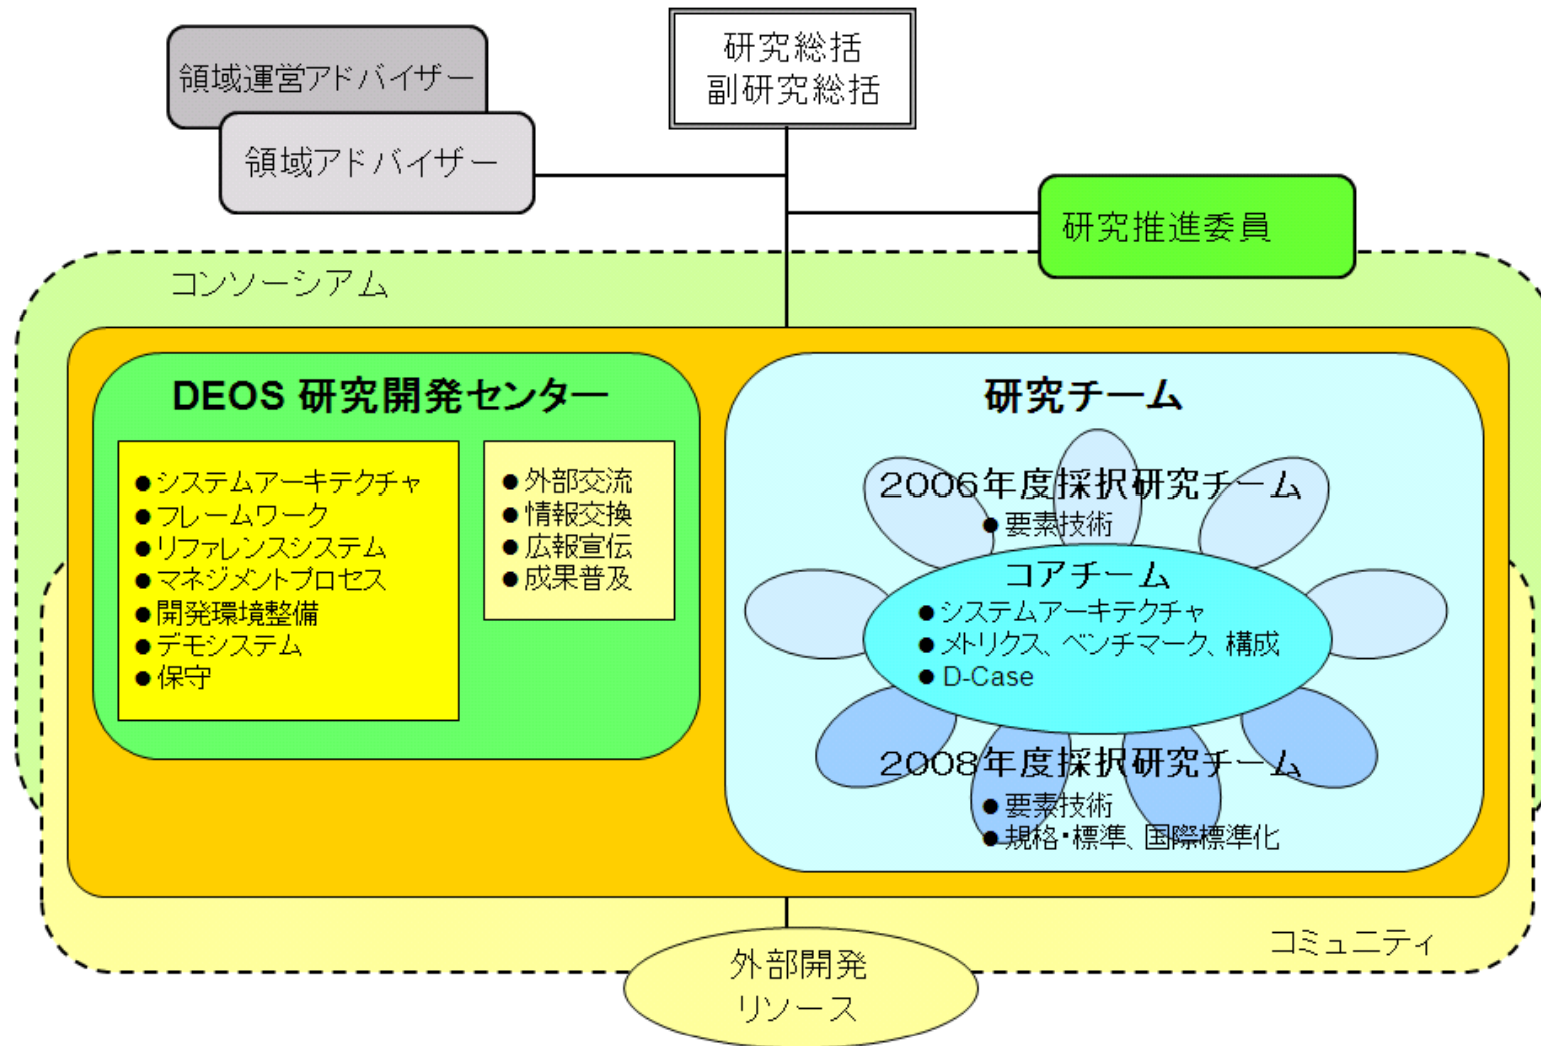 研究総括
副研究総括
領域運営アドバイザー
領域アドバイザー
研究推進委員
コンソーシアム
DEOS 研究開発センター
●システムアーキテクチャ
●フレームワーク
●リファレンスシステム
●マネジメントプロセス
●開発環境整備
●デモシステム
●保守
●外部交流
●情報交換
●広報宣伝
●成果普及
研究チーム
2006年度採択研究チーム
●要素技術
コアチーム
●システムアーキテクチャ
●メトリクス、ベンチマーク、構成
●D-Case
2008年度採択研究チーム
●要素技術
●規格・標準、国際標準化
コミュニティ
外部開発
リソース